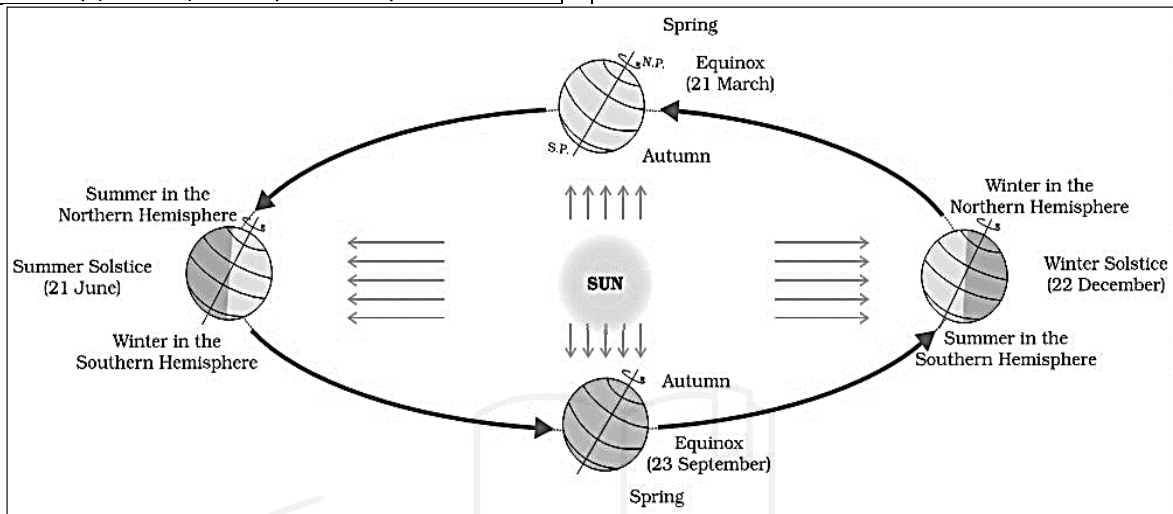 Spring
N.P.
Equinox
(21 March)
S.P.
Autumn
Summer in the
Northern Hemisphere
Winter in the
Northern Hemisphere
Summer Solstice
(21 June)
SUN
Winter Solstice
(22 December)
Winter in the
Southern Hemisphere
Summer in the
Southern Hemisphere
Autumn
Equinox
(23 September)
Spring